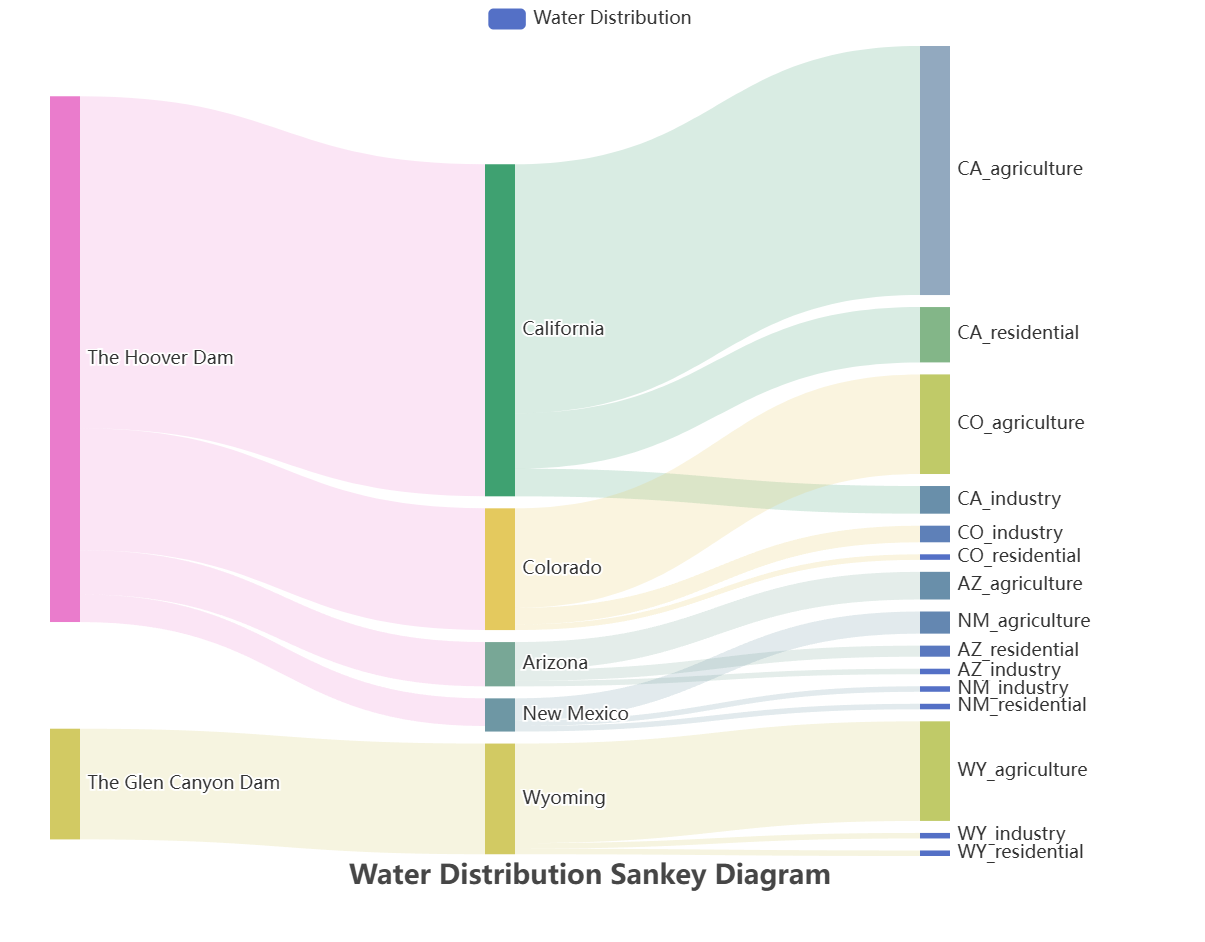 Water Distribution
CA_agriculture
CA_residential
California
The Hoover Dam
CO_agriculture
CA_industry
CO_industry
CO_residential
Colorado
AZ_agriculture
NM_agriculture
AZ_residential
Arizona
AZ_industry
NM_industry
NM_residential
New Mexico
WY_agriculture
The Glen Canyon Dam
Wyoming
WY_industry
WY_residential
Water Distribution Sankey Diagram